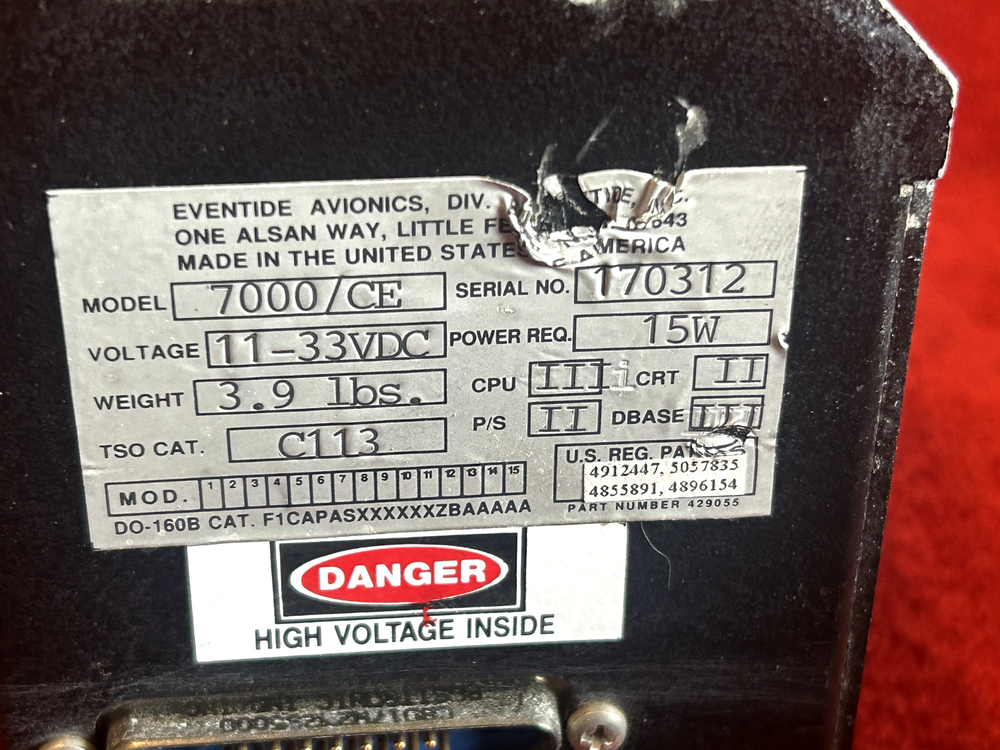 EVENTIDE AVIONICS, DIV.
ONE ALSAN WAY, LITTLE
MADE IN THE UNITED STATES AMERICA
MODEL 7000/CE SERIAL NO. 170312
VOLTAGE 11-33VDC POWER REQ. 15W
WEIGHT 3.9 lbs. CPU III CRT II
TSO CAT. C113 P/S II DBASE III
U.S. REG.
4912447, 5057835
4855891, 4896154
MOD. 1 2 3 4 5 6 7 8 9 10 11 12 13 14 15
PART NUMBER 429055
DO-160B CAT. F1CAPASXXXXXXZBAAAAA
DANGER
HIGH VOLTAGE INSIDE